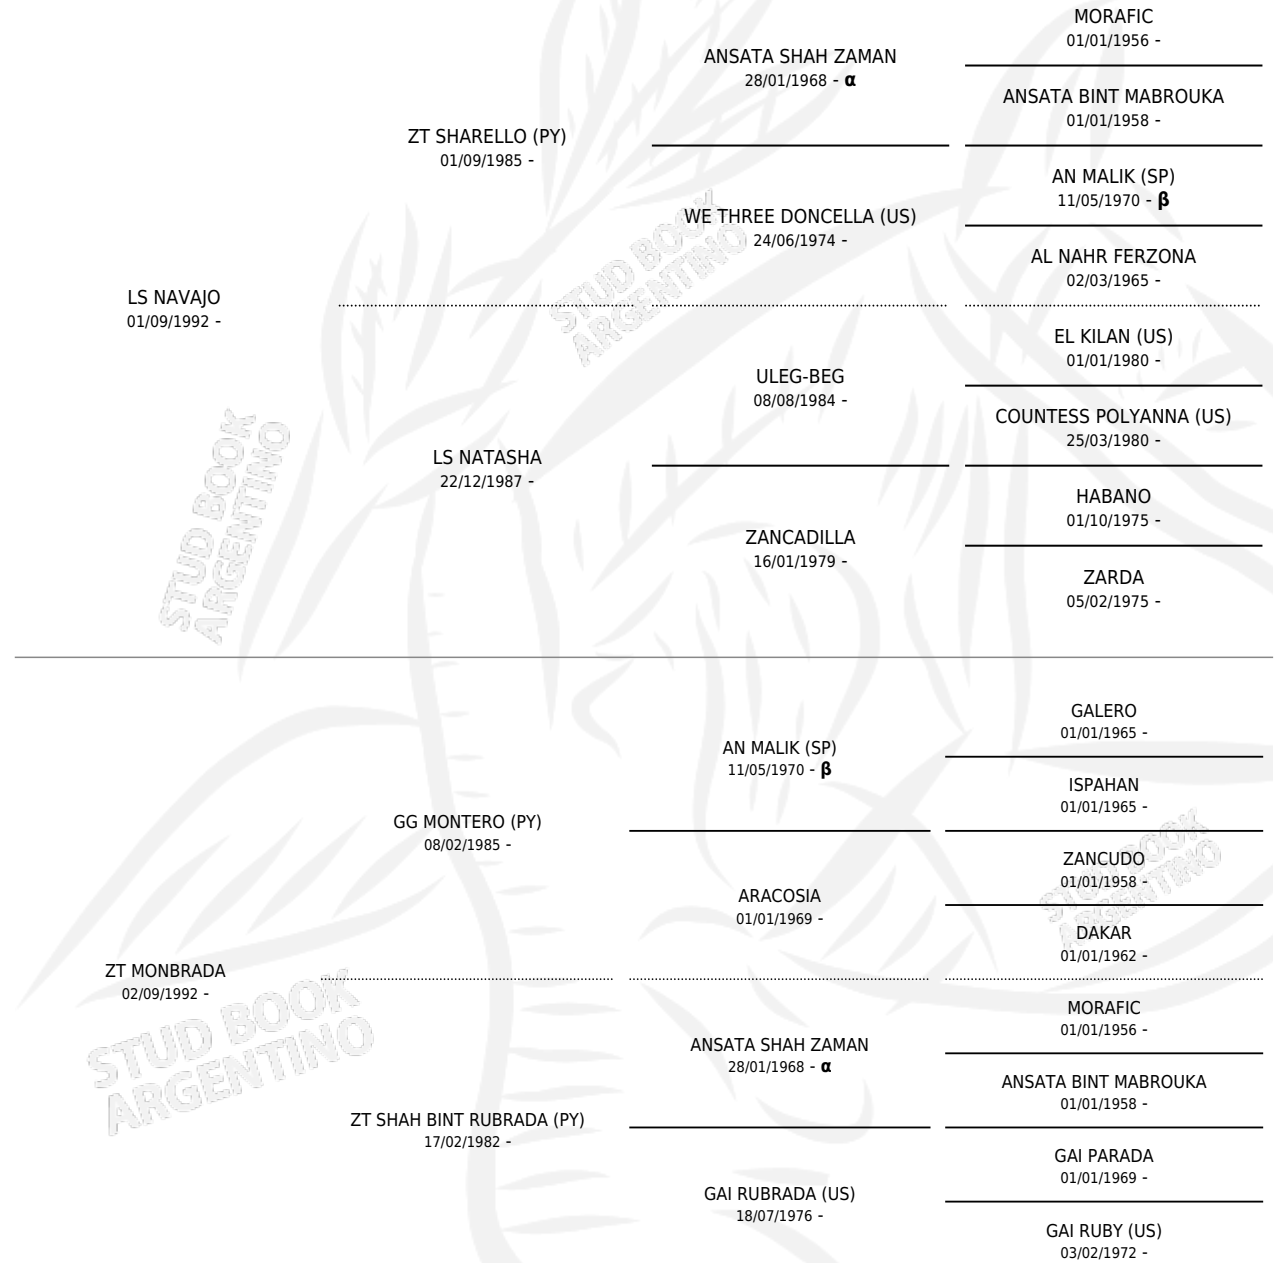 MORAFIC
01/01/1956 -
ANSATA SHAH ZAMAN
28/01/1968 - α
ANSATA BINT MABROUKA
01/01/1958 -
ZT SHARELLO (PY)
01/09/1985 -
AN MALIK (SP)
11/05/1970 - β
WE THREE DONCELLA (US)
24/06/1974 -
AL NAHR FERZONA
02/03/1965 -
LS NAVAJO
01/09/1992 -
EL KILAN (US)
01/01/1980 -
ULEG-BEG
08/08/1984 -
COUNTESS POLYANNA (US)
25/03/1980 -
LS NATASHA
22/12/1987 -
HABANO
01/10/1975 -
ZANCADILLA
16/01/1979 -
ZARDA
05/02/1975 -
GALERO
01/01/1965 -
AN MALIK (SP)
11/05/1970 - β
ISPAHAN
01/01/1965 -
GG MONTERO (PY)
08/02/1985 -
ZANCUDO
01/01/1958 -
ARACOSIA
01/01/1969 -
DAKAR
01/01/1962 -
ZT MONBRADA
02/09/1992 -
MORAFIC
01/01/1956 -
ANSATA SHAH ZAMAN
28/01/1968 - α
ANSATA BINT MABROUKA
01/01/1958 -
ZT SHAH BINT RUBRADA (PY)
17/02/1982 -
GAI PARADA
01/01/1969 -
GAI RUBRADA (US)
18/07/1976 -
GAI RUBY (US)
03/02/1972 -
STUD BOOK
ARGENTINO
STUD BOOK
ARGENTINO
STUD BOOK
ARGENTINO
STUD BOOK
ARGENTINO